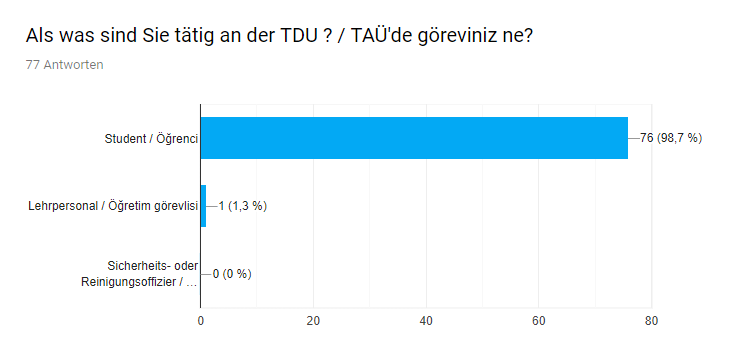 Als was sind Sie tätig an der TDU ? / TAÜ'de göreviniz ne?
77 Antworten
Student / Öğrenci
76 (98,7 %)
Lehrpersonal / Öğretim görevlisi
1 (1,3 %)
Sicherheits- oder
Reinigungsoffizier / …
0 (0 %)
0
20
40
60
80